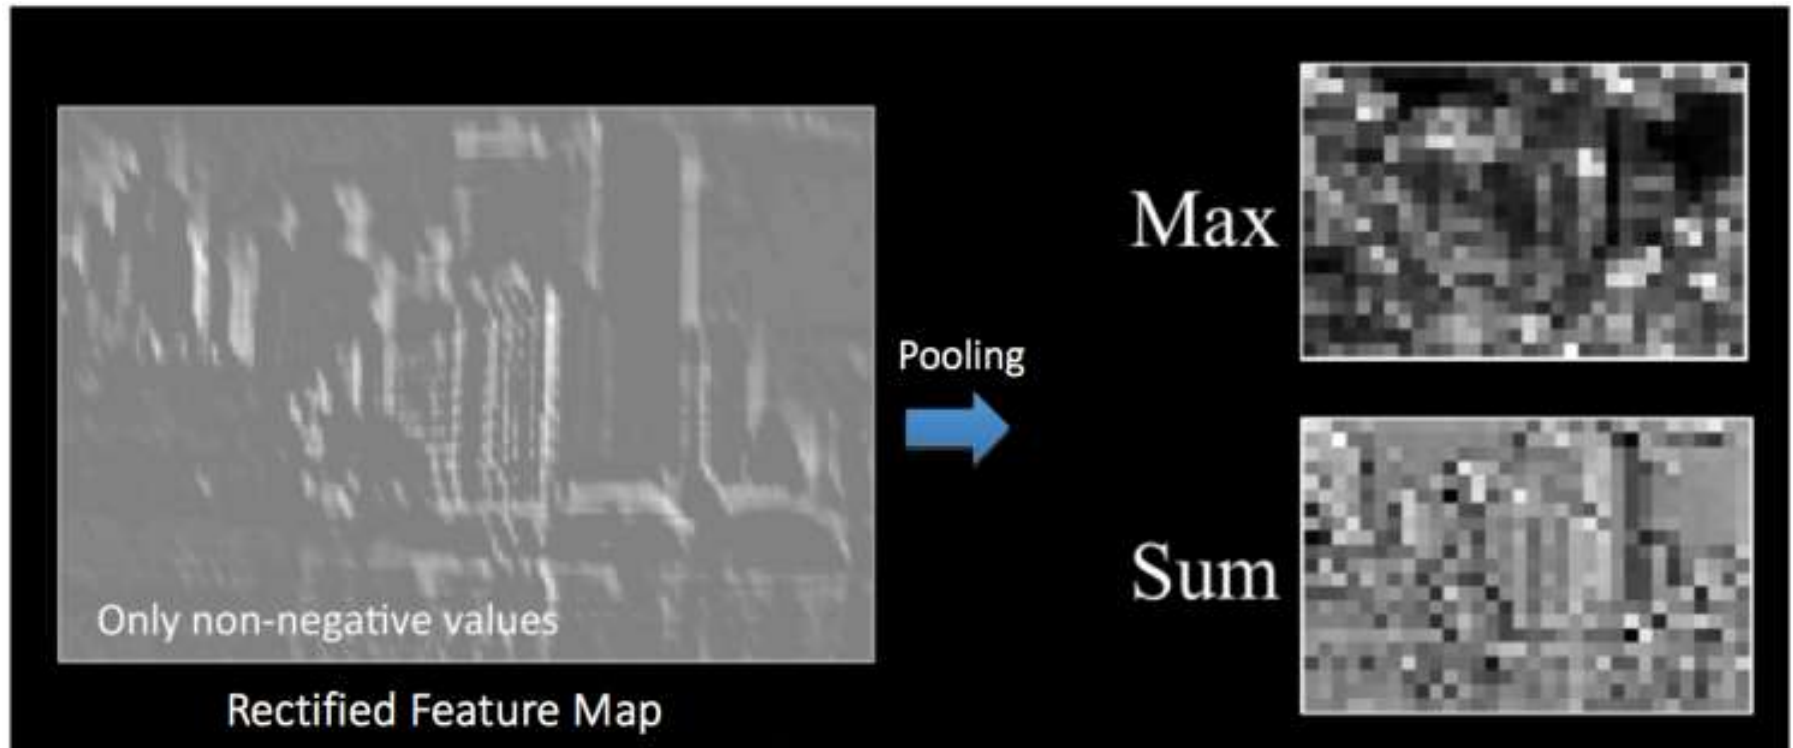 Only non-negative values
Rectified Feature Map
Pooling
Max
Sum